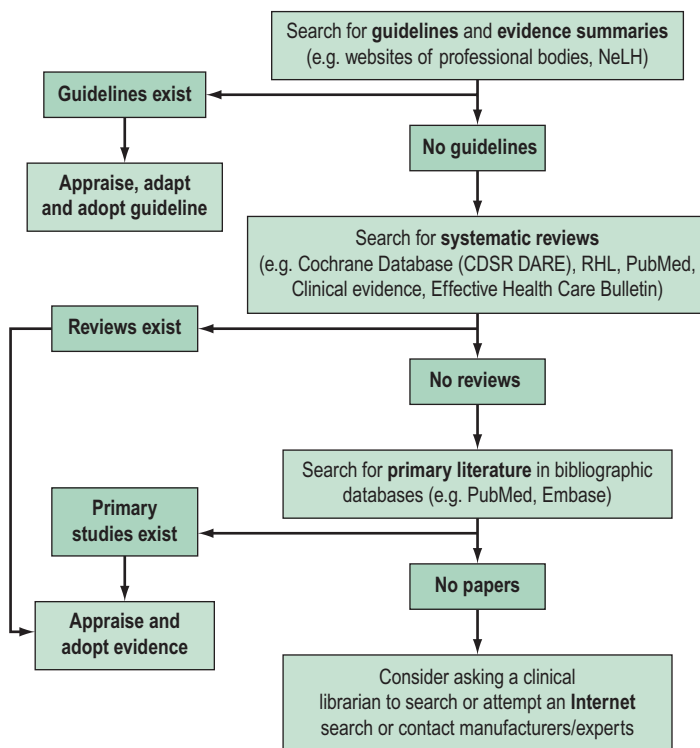 Search for guidelines and evidence summaries
(e.g. websites of professional bodies, NeLH)
Guidelines exist
No guidelines
Appraise, adapt
and adopt guideline
Search for systematic reviews
(e.g. Cochrane Database (CDSR DARE), RHL, PubMed,
Clinical evidence, Effective Health Care Bulletin)
Reviews exist
No reviews
Search for primary literature in bibliographic
databases (e.g. PubMed, Embase)
Primary
studies exist
No papers
Appraise and
adopt evidence
Consider asking a clinical
librarian to search or attempt an Internet
search or contact manufacturers/experts